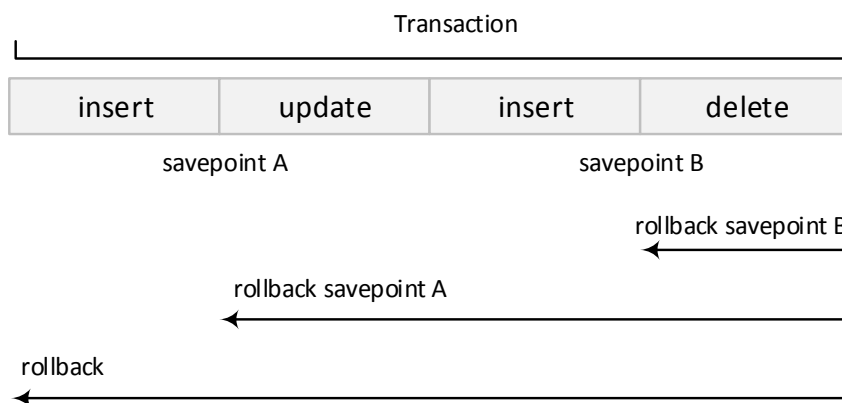 Transaction
insert update insert delete
savepoint A savepoint B
rollback savepoint B
rollback savepoint A
rollback